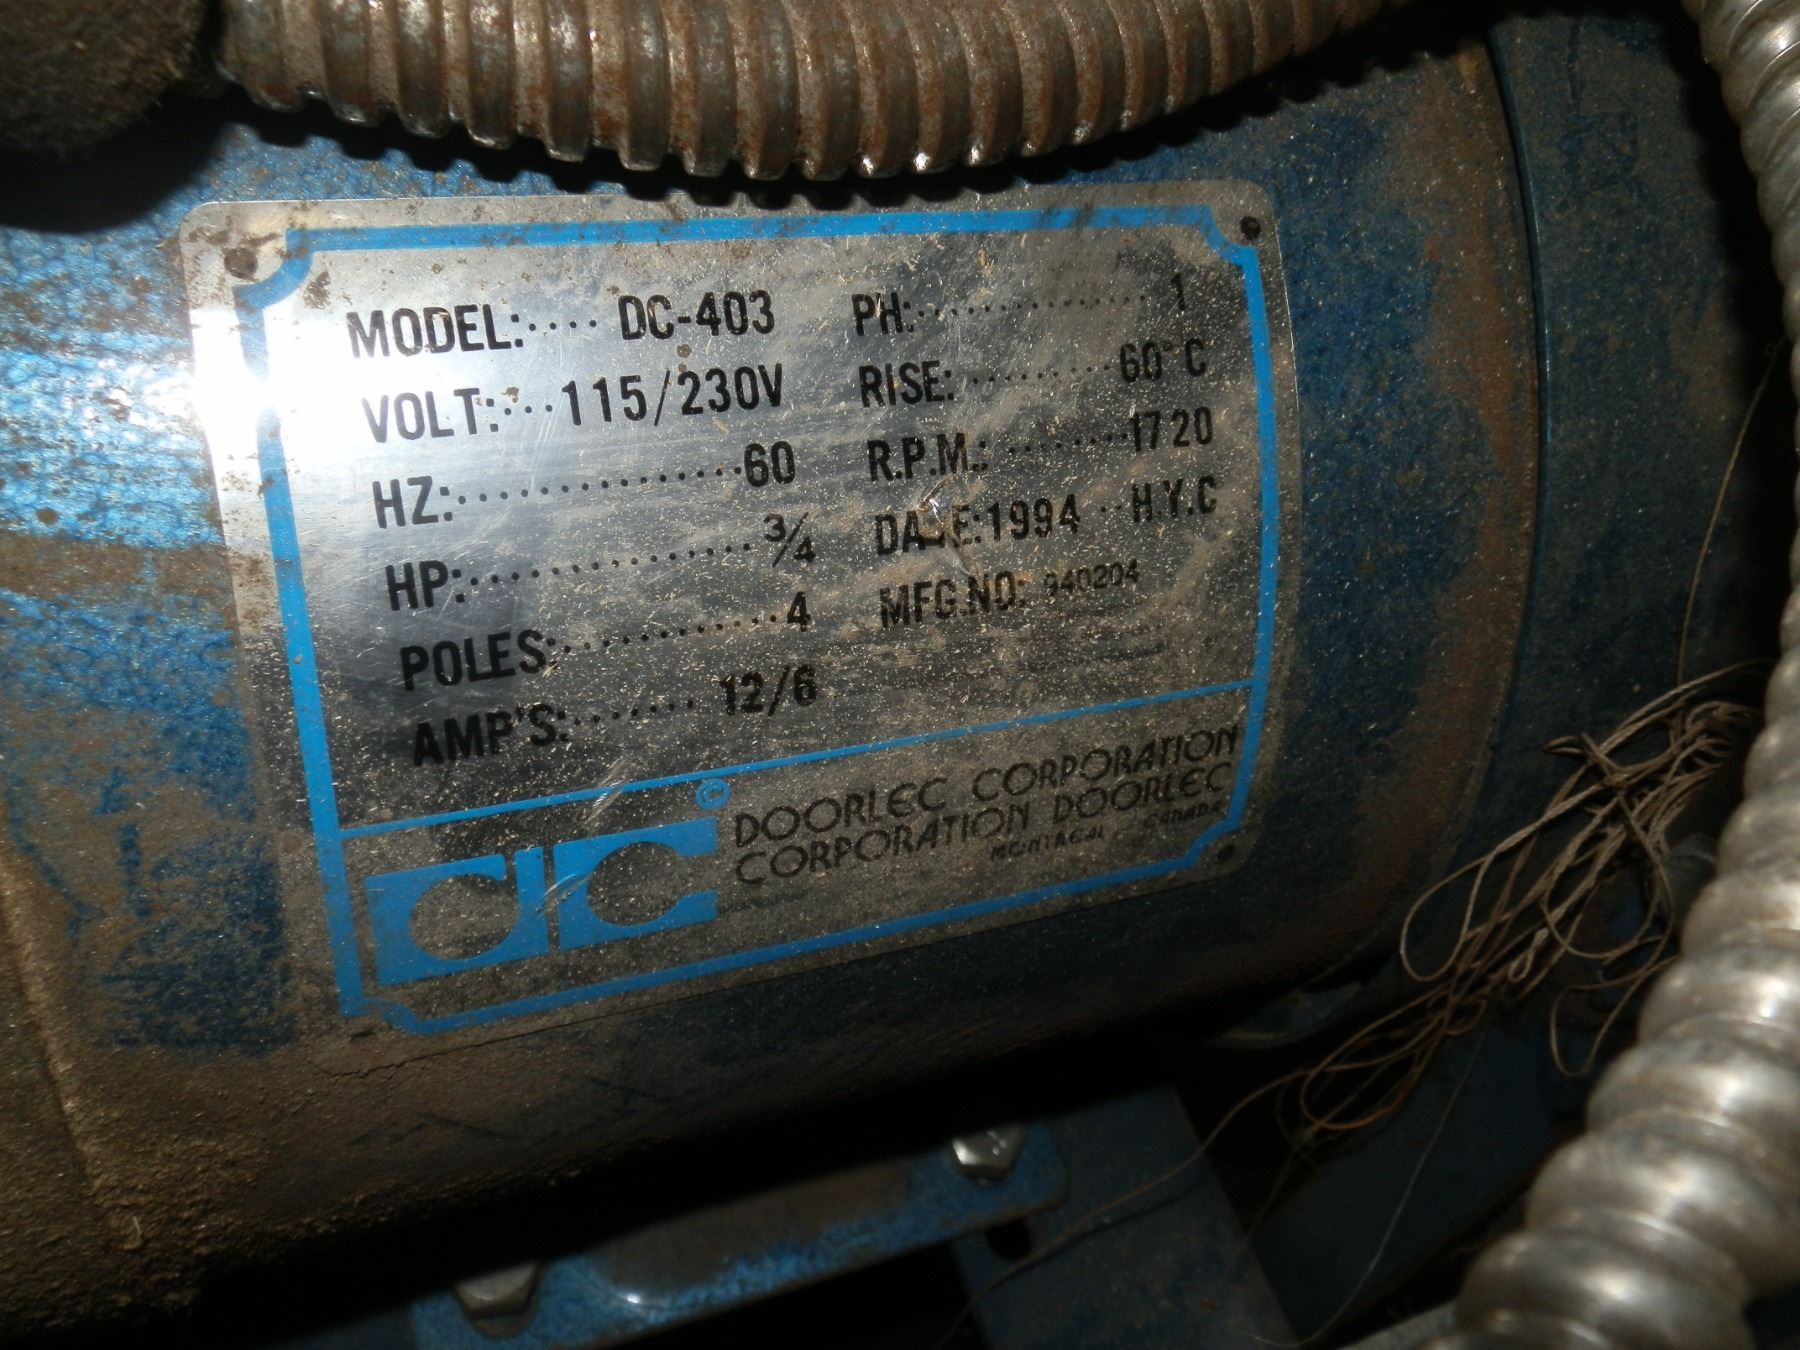 MODEL:···· DC-403
VOLT:···115/230V
HZ:················60
HP:················3/4
POLES:············4
AMP'S:······· 12/6
PH:·············· 1
RISE: ·········60°C
R.P.M.: ········1720
DATE:1994 ··H.Y.C
MFG.NO: 940204
©
DOORLEC CORPORATION
CORPORATION DOORLEC
MONTREAL CANADA